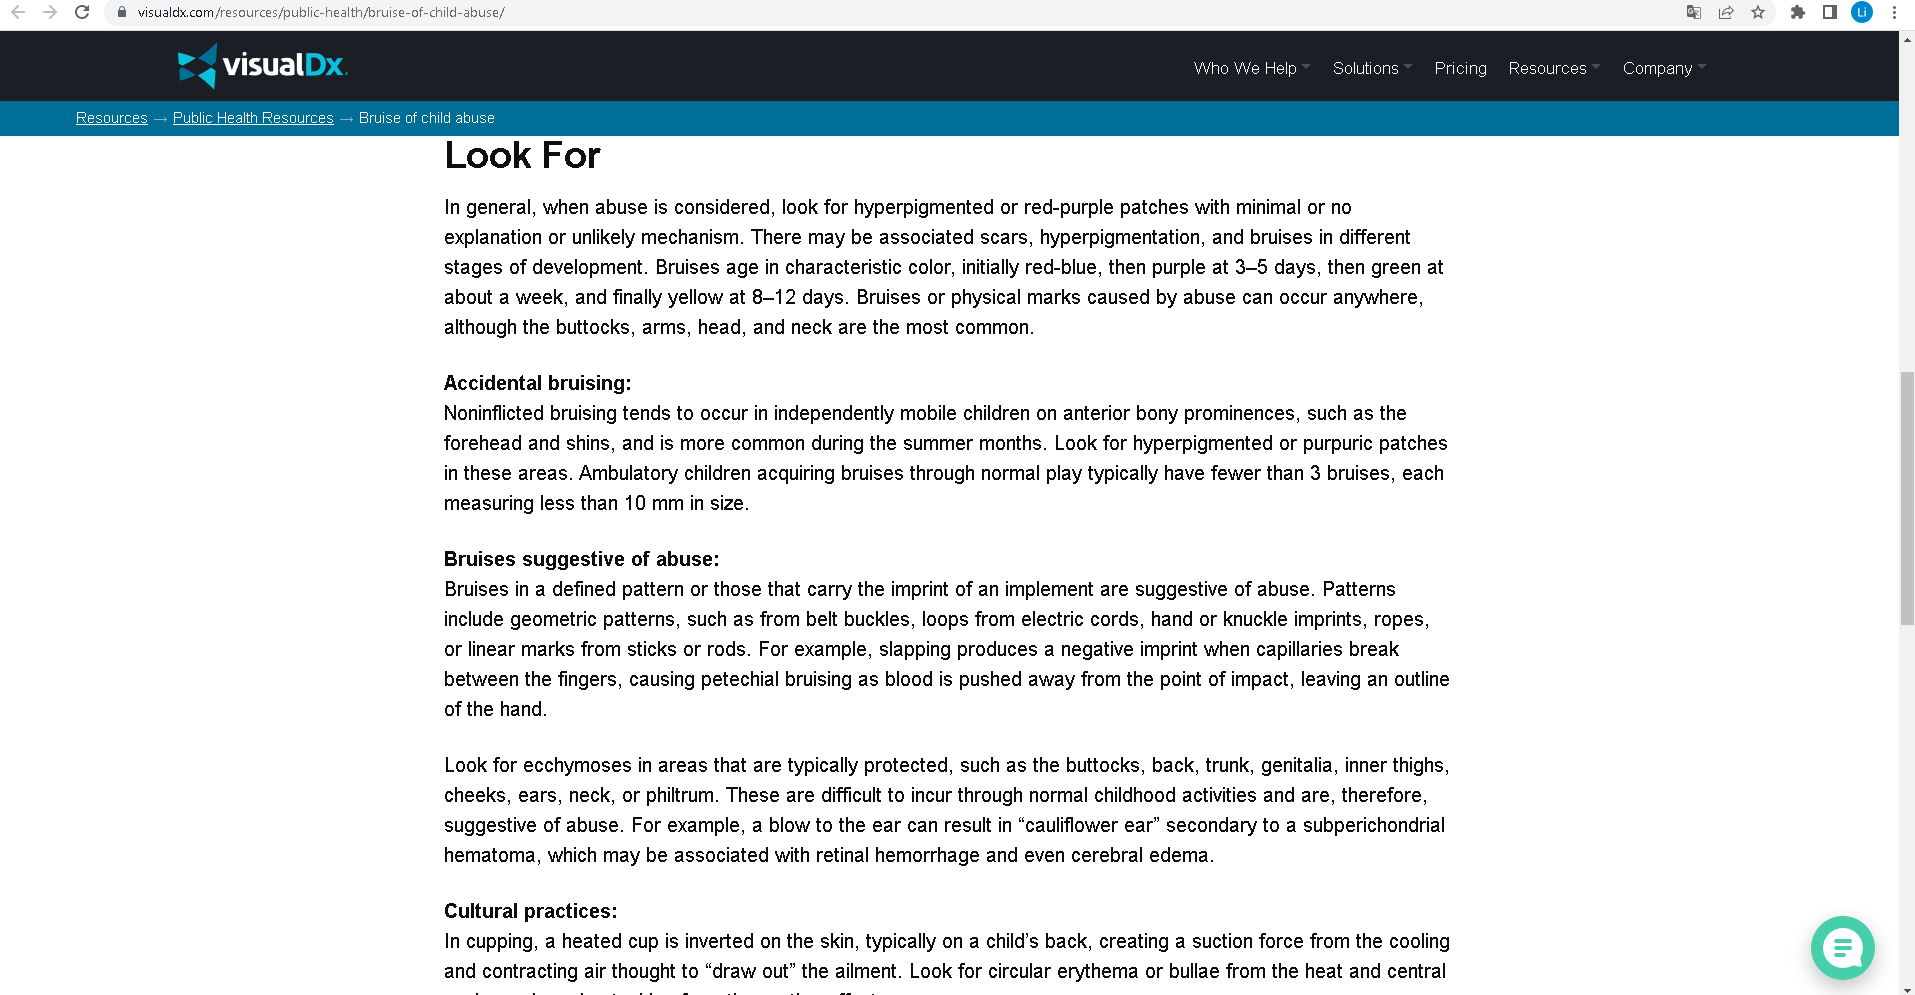 visualdx.com/resources/public-health/bruise-of-child-abuse/
Li
visualDx.
Who We Help
Solutions
Pricing
Resources
Company
Resources → Public Health Resources → Bruise of child abuse
Look For
In general, when abuse is considered, look for hyperpigmented or red-purple patches with minimal or no
explanation or unlikely mechanism. There may be associated scars, hyperpigmentation, and bruises in different
stages of development. Bruises age in characteristic color, initially red-blue, then purple at 3–5 days, then green at
about a week, and finally yellow at 8–12 days. Bruises or physical marks caused by abuse can occur anywhere,
although the buttocks, arms, head, and neck are the most common.
Accidental bruising:
Noninflicted bruising tends to occur in independently mobile children on anterior bony prominences, such as the
forehead and shins, and is more common during the summer months. Look for hyperpigmented or purpuric patches
in these areas. Ambulatory children acquiring bruises through normal play typically have fewer than 3 bruises, each
measuring less than 10 mm in size.
Bruises suggestive of abuse:
Bruises in a defined pattern or those that carry the imprint of an implement are suggestive of abuse. Patterns
include geometric patterns, such as from belt buckles, loops from electric cords, hand or knuckle imprints, ropes,
or linear marks from sticks or rods. For example, slapping produces a negative imprint when capillaries break
between the fingers, causing petechial bruising as blood is pushed away from the point of impact, leaving an outline
of the hand.
Look for ecchymoses in areas that are typically protected, such as the buttocks, back, trunk, genitalia, inner thighs,
cheeks, ears, neck, or philtrum. These are difficult to incur through normal childhood activities and are, therefore,
suggestive of abuse. For example, a blow to the ear can result in “cauliflower ear” secondary to a subperichondrial
hematoma, which may be associated with retinal hemorrhage and even cerebral edema.
Cultural practices:
In cupping, a heated cup is inverted on the skin, typically on a child’s back, creating a suction force from the cooling
and contracting air thought to “draw out” the ailment. Look for circular erythema or bullae from the heat and central